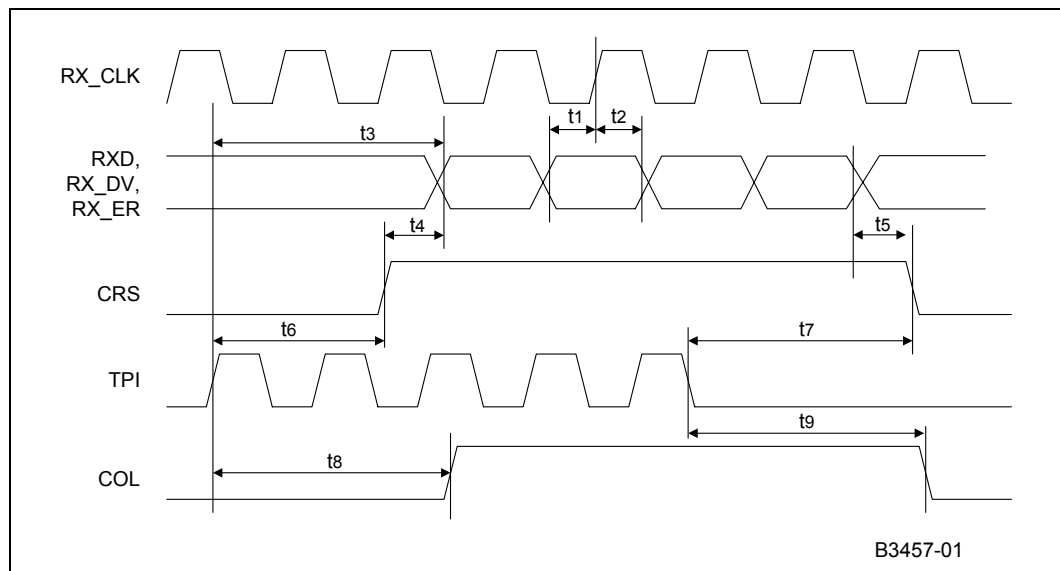 RX_CLK
t1
t2
t3
RXD,
RX_DV,
RX_ER
t4
t5
CRS
t6
t7
TPI
t9
t8
COL
B3457-01